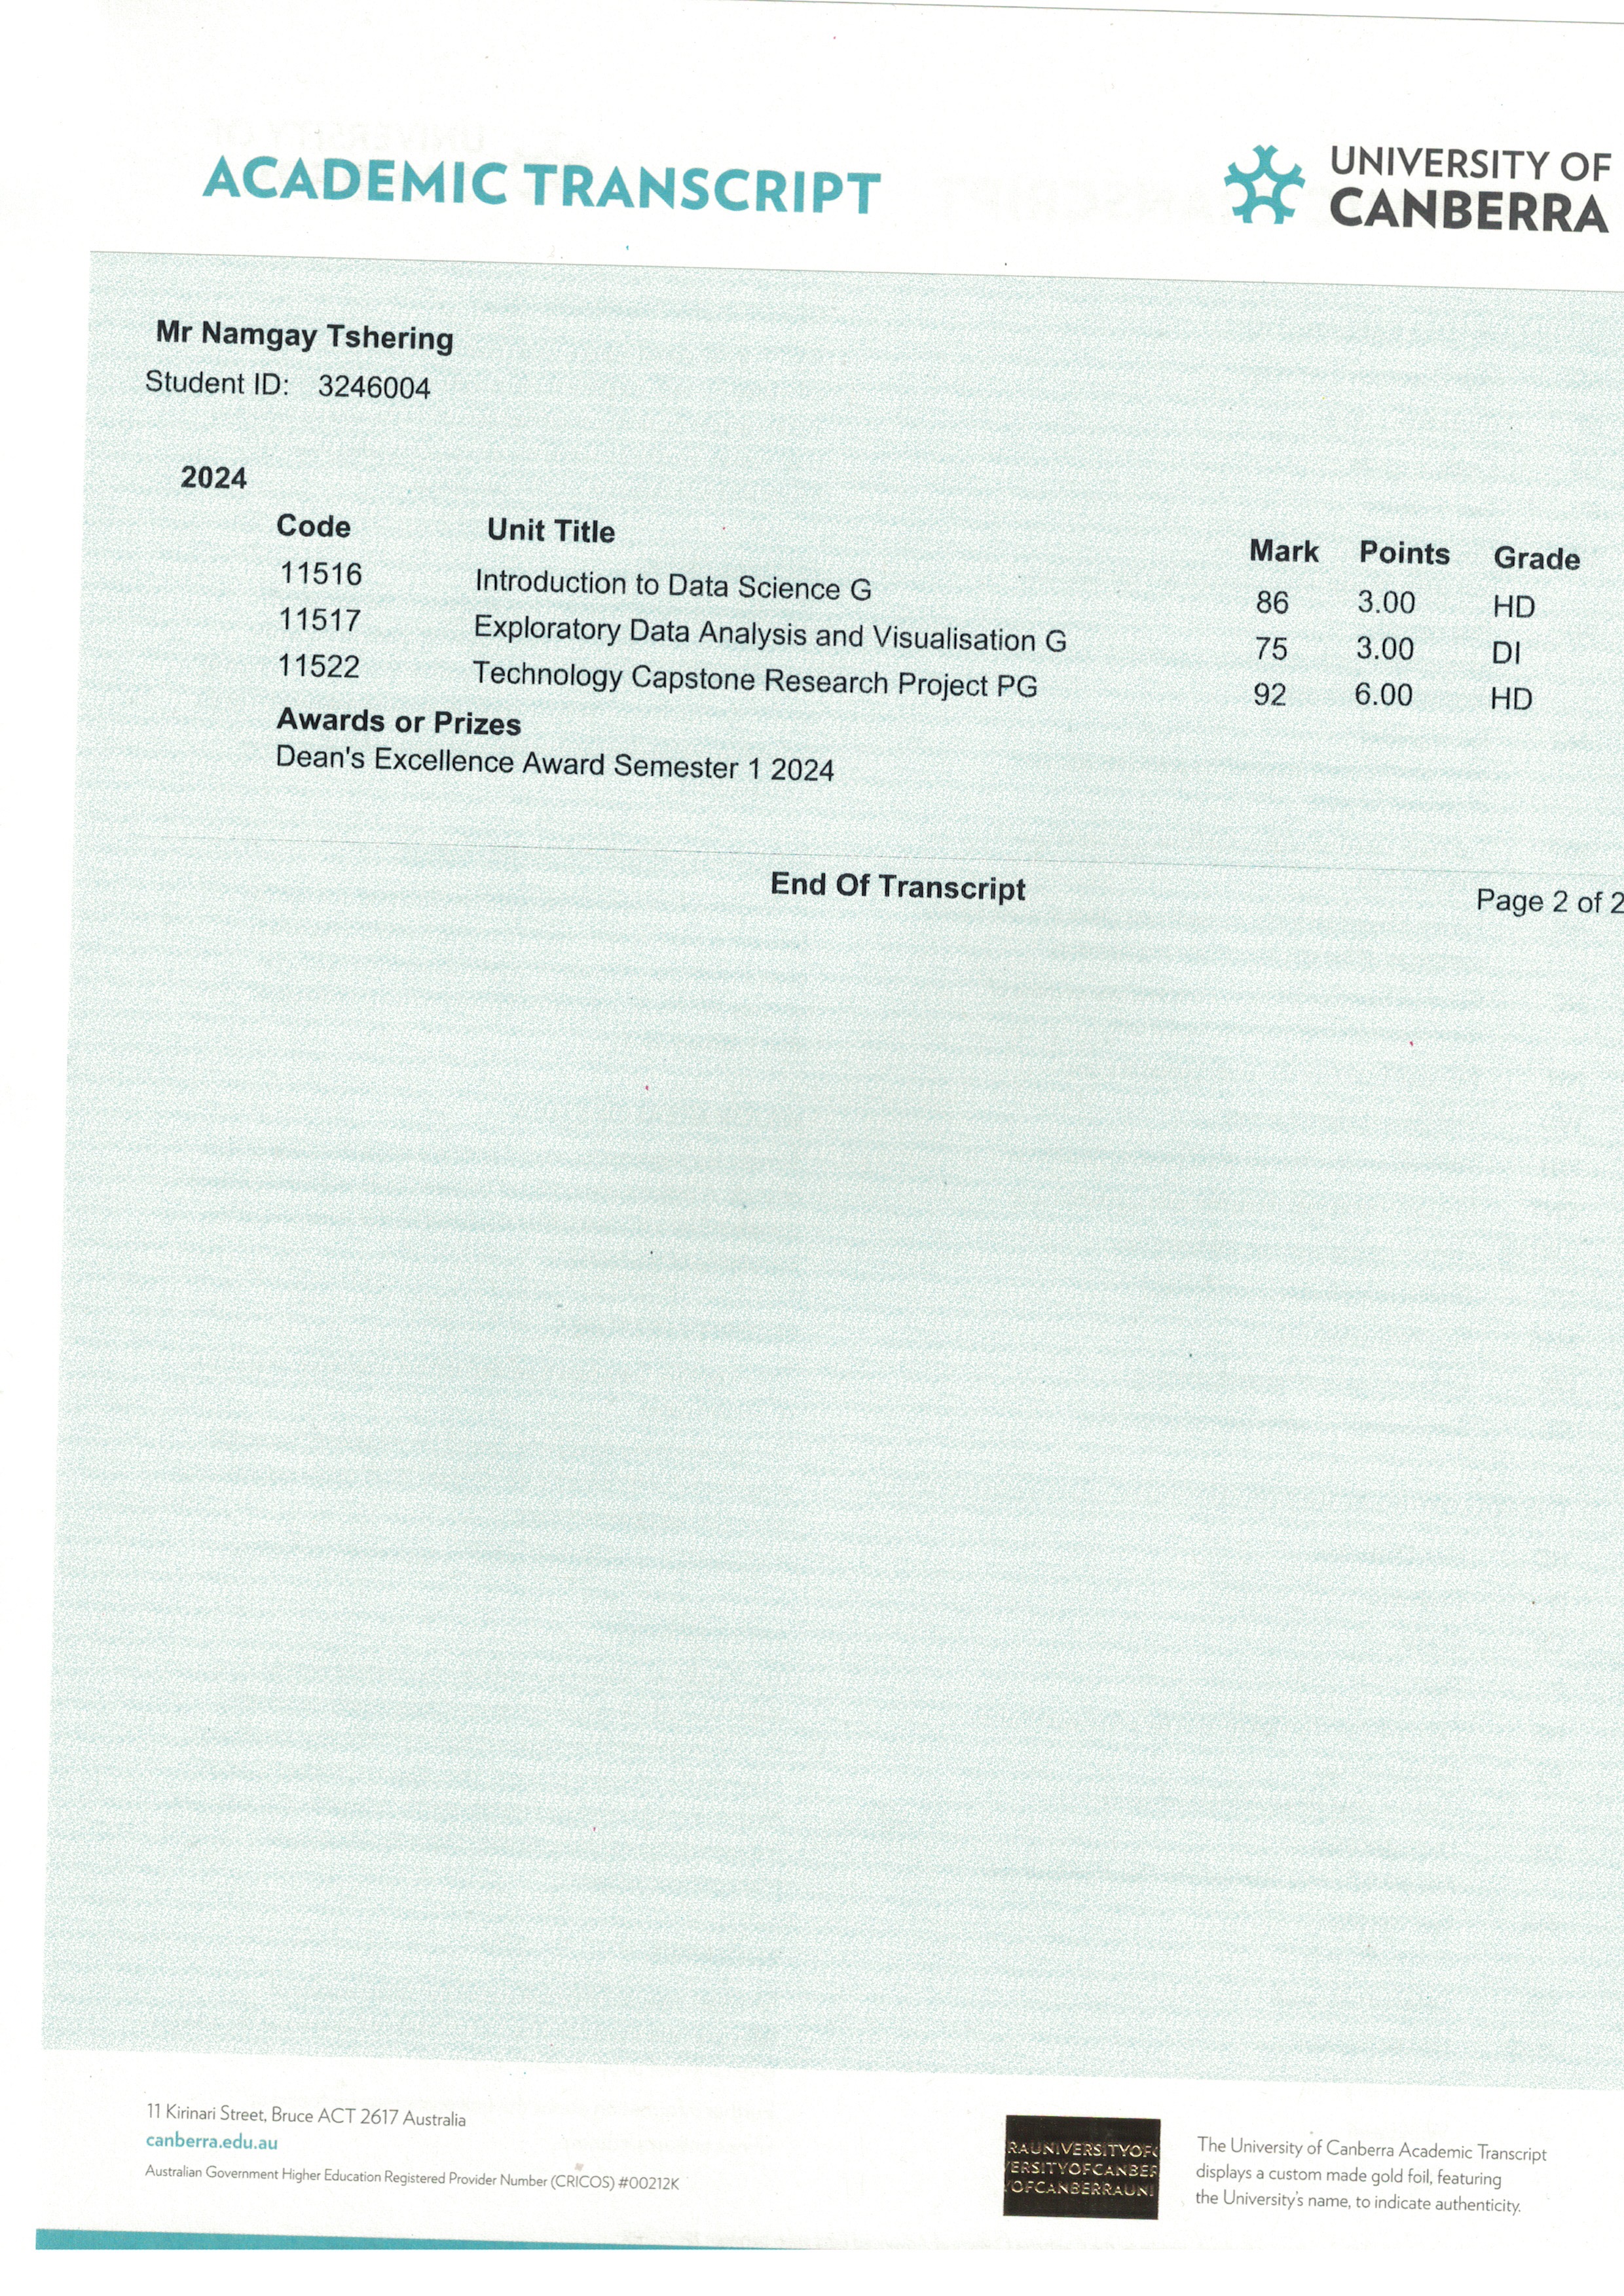 ACADEMIC TRANSCRIPT
UNIVERSITY OF
CANBERRA
Mr Namgay Tshering
Student ID: 3246004
2024
Code Unit Title Mark Points Grade
11516 Introduction to Data Science G 86 3.00 HD
11517 Exploratory Data Analysis and Visualisation G 75 3.00 DI
11522 Technology Capstone Research Project PG 92 6.00 HD
Awards or Prizes
Dean's Excellence Award Semester 1 2024
End Of Transcript
Page 2 of 2
11 Kirinari Street, Bruce ACT 2617 Australia
canberra.edu.au
Australian Government Higher Education Registered Provider Number (CRICOS) #00212K
RAUNIVERSITYOF
ERSITYOFCANBER
OFCANBERRAUNI
The University of Canberra Academic Transcript
displays a custom made gold foil, featuring
the University's name, to indicate authenticity.